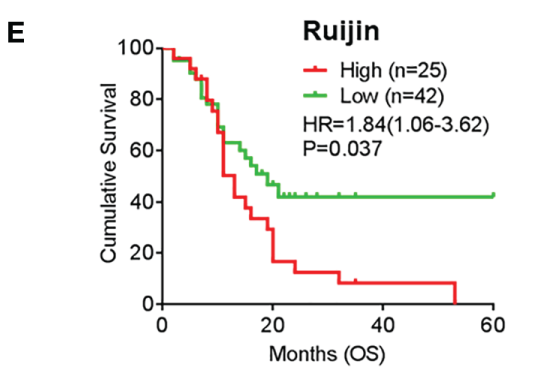 E
Ruijin
High (n=25)
Low (n=42)
HR=1.84(1.06-3.62)
P=0.037
Cumulative Survival
100
80
60
40
20
0
0 20 40 60
Months (OS)